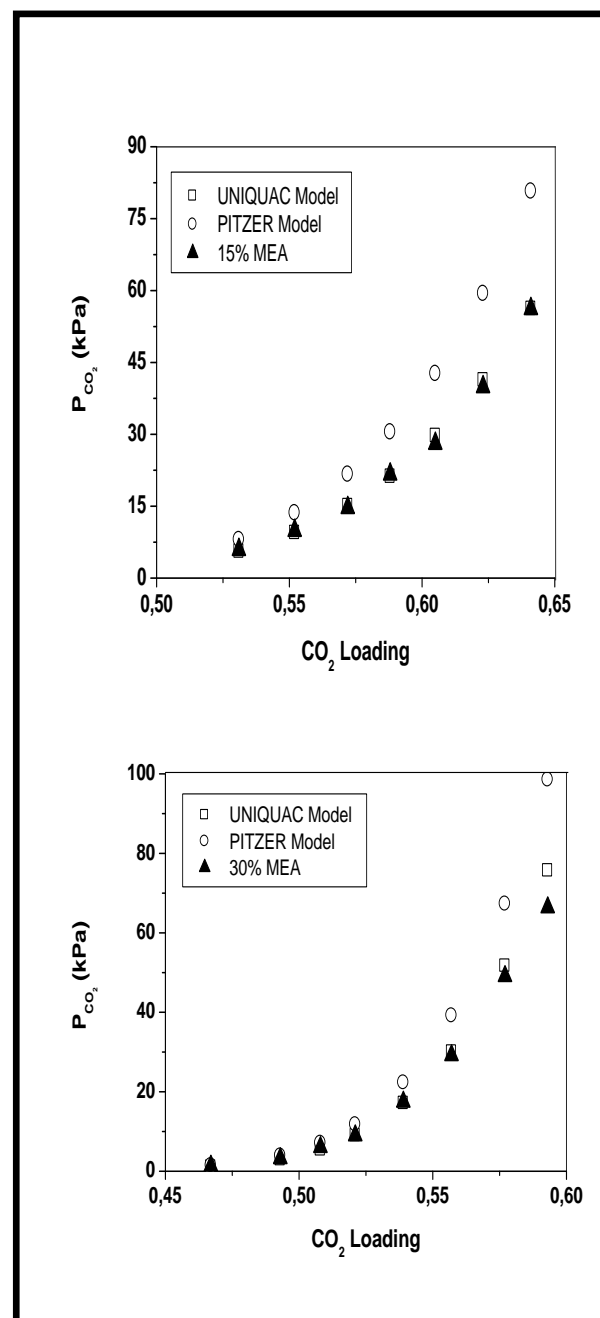 90
75
60
45
30
15
0
UNIQUAC Model
PITZER Model
15% MEA
P_CO₂ (kPa)
0,50 0,55 0,60 0,65
CO₂ Loading
100
80
60
40
20
0
UNIQUAC Model
PITZER Model
30% MEA
P_CO₂ (kPa)
0,45 0,50 0,55 0,60
CO₂ Loading